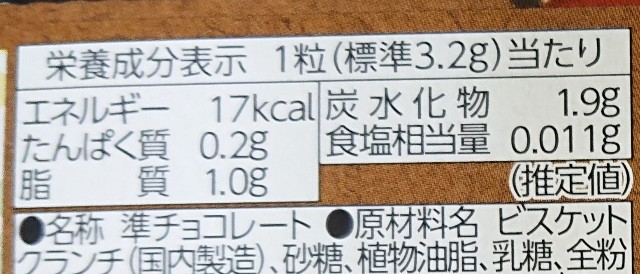 栄養成分表示 1粒(標準3.2g)当たり
エネルギー 17kcal
たんぱく質 0.2g
脂質 1.0g
炭水化物 1.9g
食塩相当量 0.011g
(推定値)
●名称 準チョコレート ●原材料名 ビスケット
クランチ(国内製造)、砂糖、植物油脂、乳糖、全粉